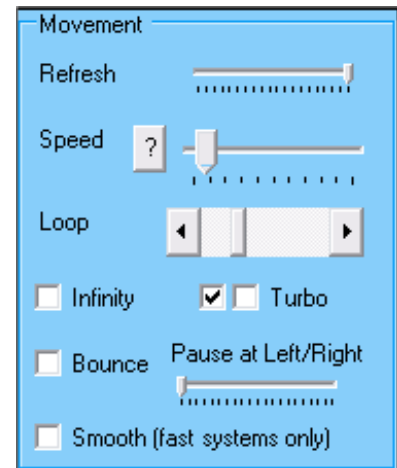 Movement
Refresh
Speed ?
Loop
Infinity Turbo
Bounce Pause at Left/Right
Smooth (fast systems only)